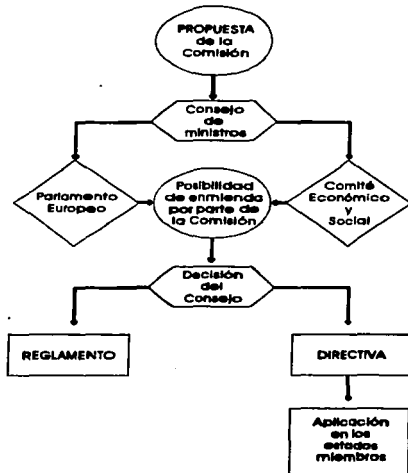 PROPUESTA
de la
Comisión
Consejo
de
ministros
Parlamento
Europeo
Posibilidad
de enmienda
por parte de
la Comisión
Comité
Económico
y
Social
Decisión
del
Consejo
REGLAMENTO
DIRECTIVA
Aplicación
en los
estados
miembros